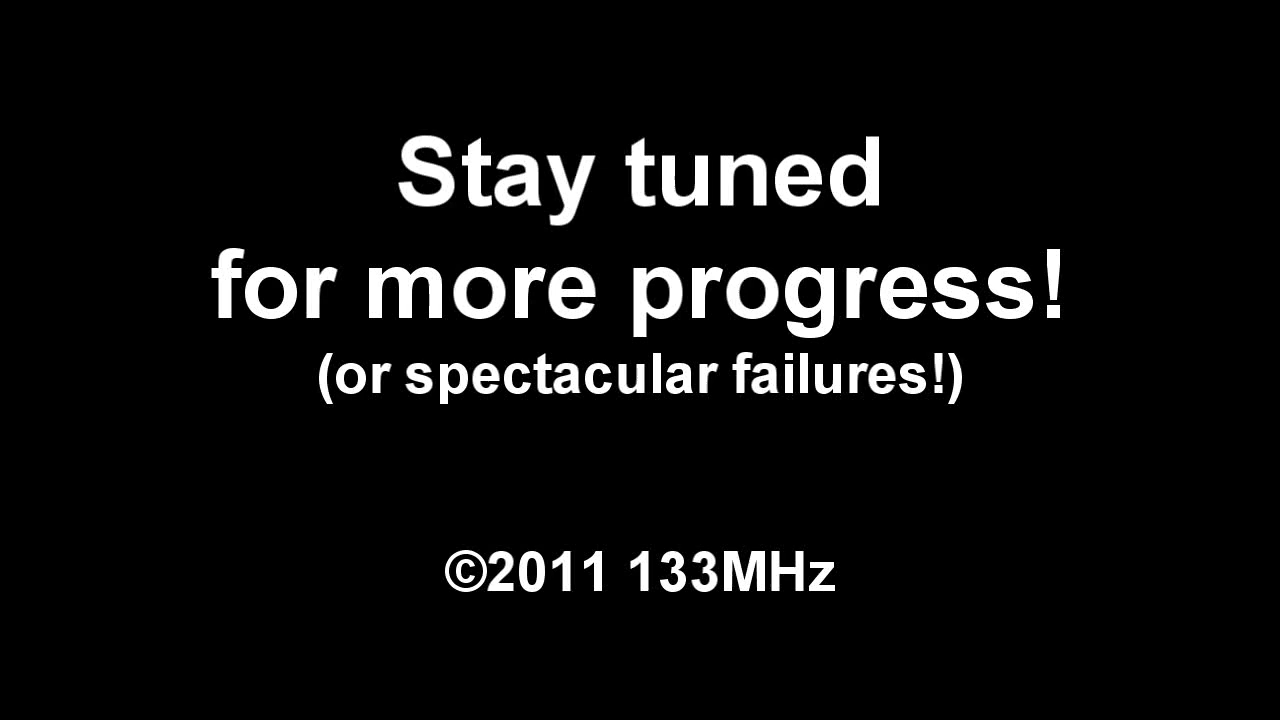 Stay tuned
for more progress!
(or spectacular failures!)
©2011 133MHz